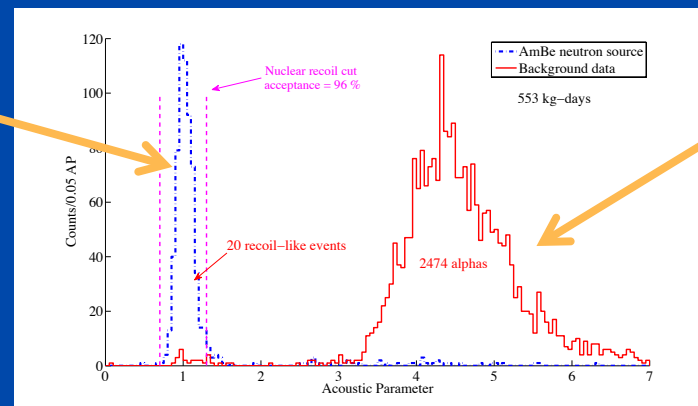 120
100
80
60
40
20
0
Counts/0.05 AP
Nuclear recoil cut
acceptance = 96 %
AmBe neutron source
Background data
553 kg−days
20 recoil−like events
2474 alphas
0 1 2 3 4 5 6 7
Acoustic Parameter